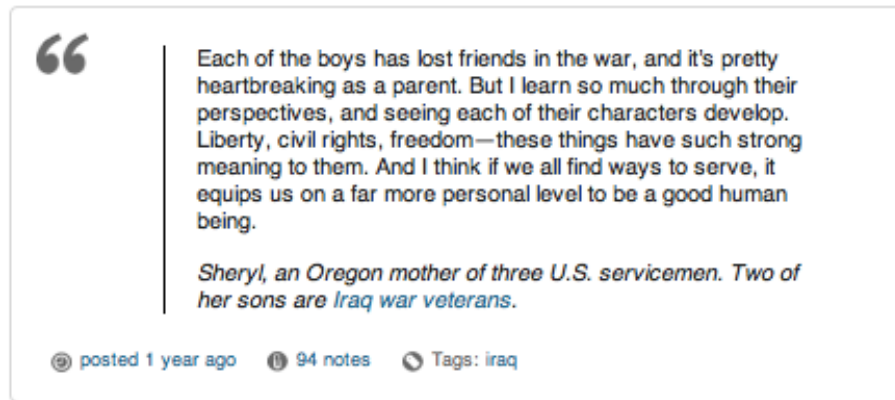 “
Each of the boys has lost friends in the war, and it's pretty
heartbreaking as a parent. But I learn so much through their
perspectives, and seeing each of their characters develop.
Liberty, civil rights, freedom—these things have such strong
meaning to them. And I think if we all find ways to serve, it
equips us on a far more personal level to be a good human
being.
Sheryl, an Oregon mother of three U.S. servicemen. Two of
her sons are Iraq war veterans.
posted 1 year ago 94 notes Tags: iraq